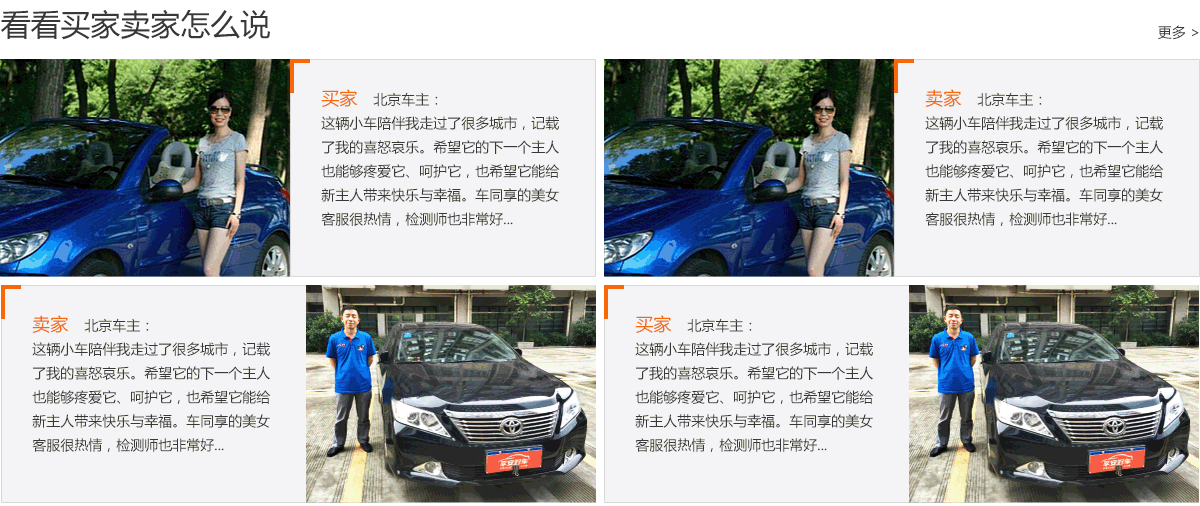 看看买家卖家怎么说
更多 >
买家 北京车主：
这辆小车陪伴我走过了很多城市，记载
了我的喜怒哀乐。希望它的下一个主人
也能够疼爱它、呵护它，也希望它能给
新主人带来快乐与幸福。车同享的美女
客服很热情，检测师也非常好...
卖家 北京车主：
这辆小车陪伴我走过了很多城市，记载
了我的喜怒哀乐。希望它的下一个主人
也能够疼爱它、呵护它，也希望它能给
新主人带来快乐与幸福。车同享的美女
客服很热情，检测师也非常好...
卖家 北京车主：
这辆小车陪伴我走过了很多城市，记载
了我的喜怒哀乐。希望它的下一个主人
也能够疼爱它、呵护它，也希望它能给
新主人带来快乐与幸福。车同享的美女
客服很热情，检测师也非常好...
买家 北京车主：
这辆小车陪伴我走过了很多城市，记载
了我的喜怒哀乐。希望它的下一个主人
也能够疼爱它、呵护它，也希望它能给
新主人带来快乐与幸福。车同享的美女
客服很热情，检测师也非常好...